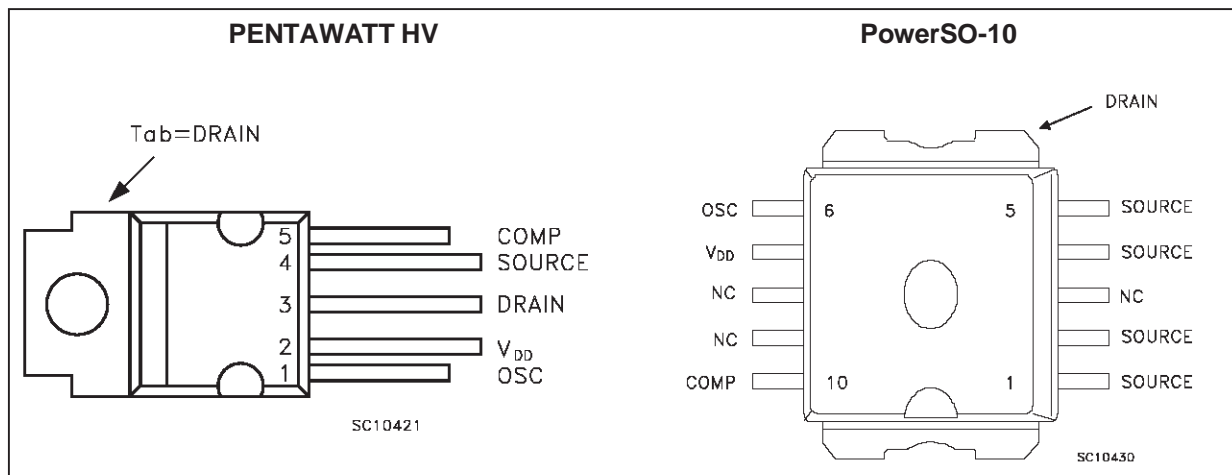 PENTAWATT HV
Tab=DRAIN
5 COMP
4 SOURCE
3 DRAIN
2 VDD
1 OSC
SC10421
PowerSO-10
DRAIN
OSC 6 5 SOURCE
VDD SOURCE
NC NC
NC SOURCE
COMP 10 1 SOURCE
SC10430